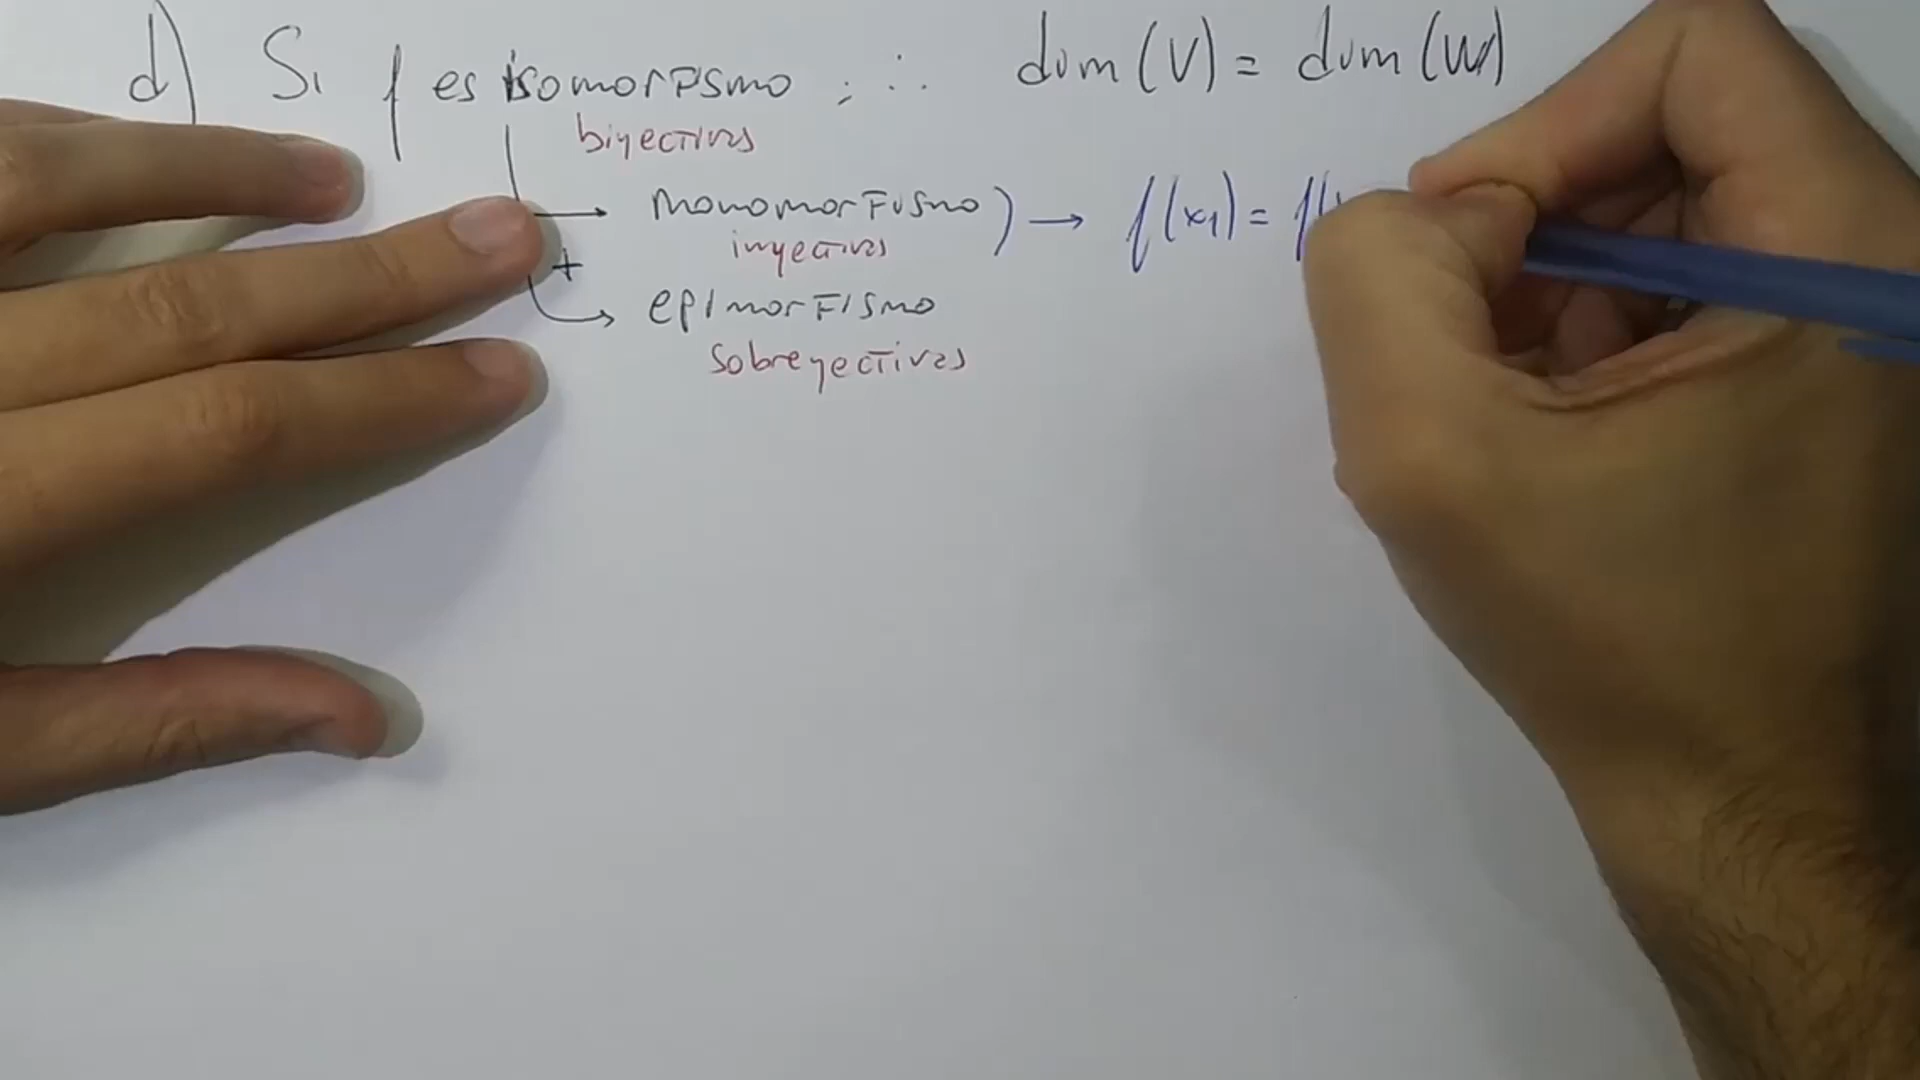 d) Si f es isomorfismo ; ∴ dim (V) = dim (W)
biyectivas
→ monomorfismo) → f(x₁) = f(
inyectivas
+
→ epimorfismo
sobreyectivas